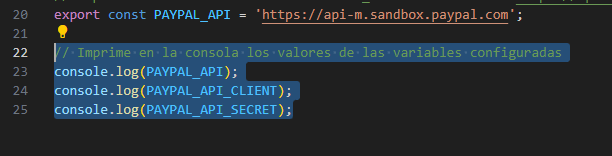 20 export const PAYPAL_API = 'https://api-m.sandbox.paypal.com';
21
22 // Imprime en la consola los valores de las variables configuradas
23 console.log(PAYPAL_API);
24 console.log(PAYPAL_API_CLIENT);
25 console.log(PAYPAL_API_SECRET);